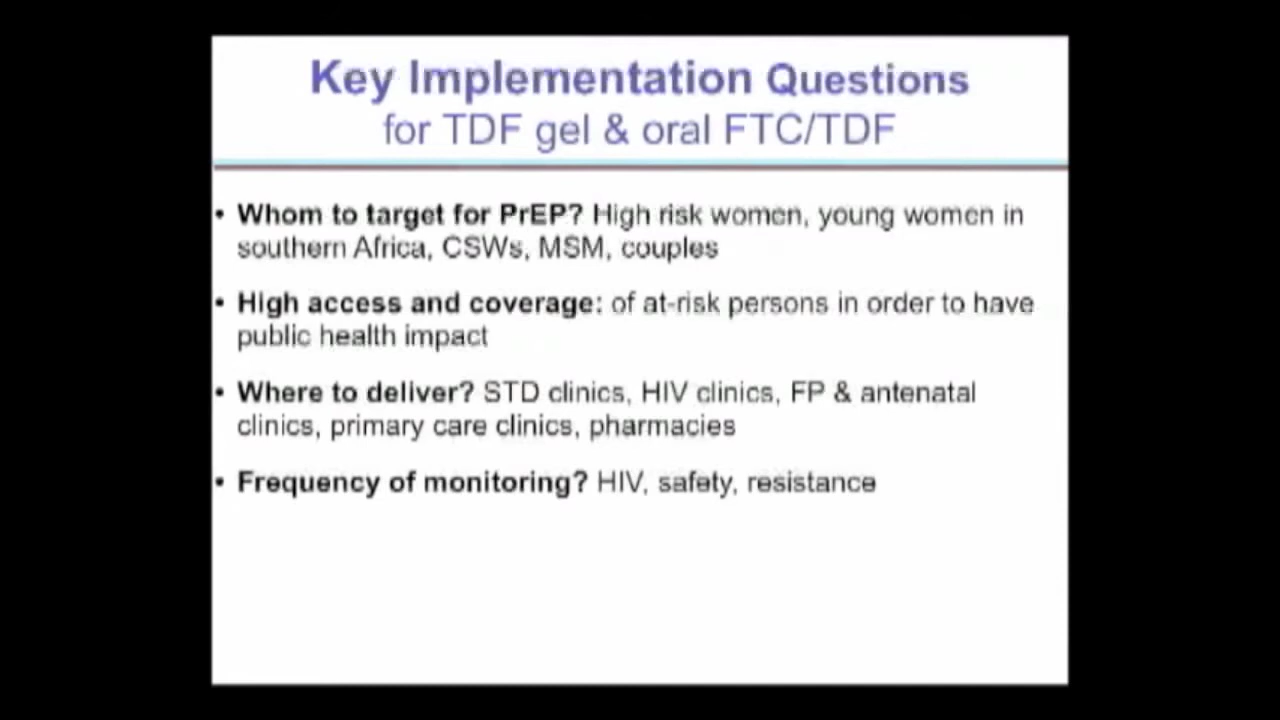 Key Implementation Questions
for TDF gel & oral FTC/TDF
• Whom to target for PrEP? High risk women, young women in
southern Africa, CSWs, MSM, couples
• High access and coverage: of at-risk persons in order to have
public health impact
• Where to deliver? STD clinics, HIV clinics, FP & antenatal
clinics, primary care clinics, pharmacies
• Frequency of monitoring? HIV, safety, resistance